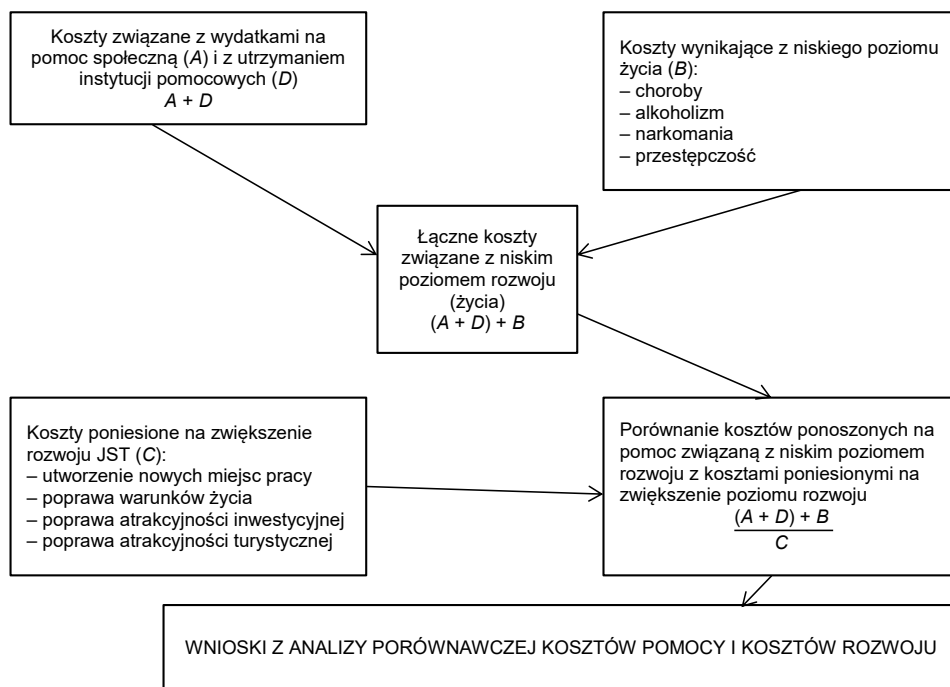 Koszty związane z wydatkami na
pomoc społeczną (A) i z utrzymaniem
instytucji pomocowych (D)
A + D
Koszty wynikające z niskiego poziomu
życia (B):
– choroby
– alkoholizm
– narkomania
– przestępczość
Łączne koszty
związane z niskim
poziomem rozwoju
(życia)
(A + D) + B
Koszty poniesione na zwiększenie
rozwoju JST (C):
– utworzenie nowych miejsc pracy
– poprawa warunków życia
– poprawa atrakcyjności inwestycyjnej
– poprawa atrakcyjności turystycznej
Porównanie kosztów ponoszonych na
pomoc związaną z niskim poziomem
rozwoju z kosztami poniesionymi na
zwiększenie poziomu rozwoju
(A + D) + B
C
WNIOSKI Z ANALIZY PORÓWNAWCZEJ KOSZTÓW POMOCY I KOSZTÓW ROZWOJU